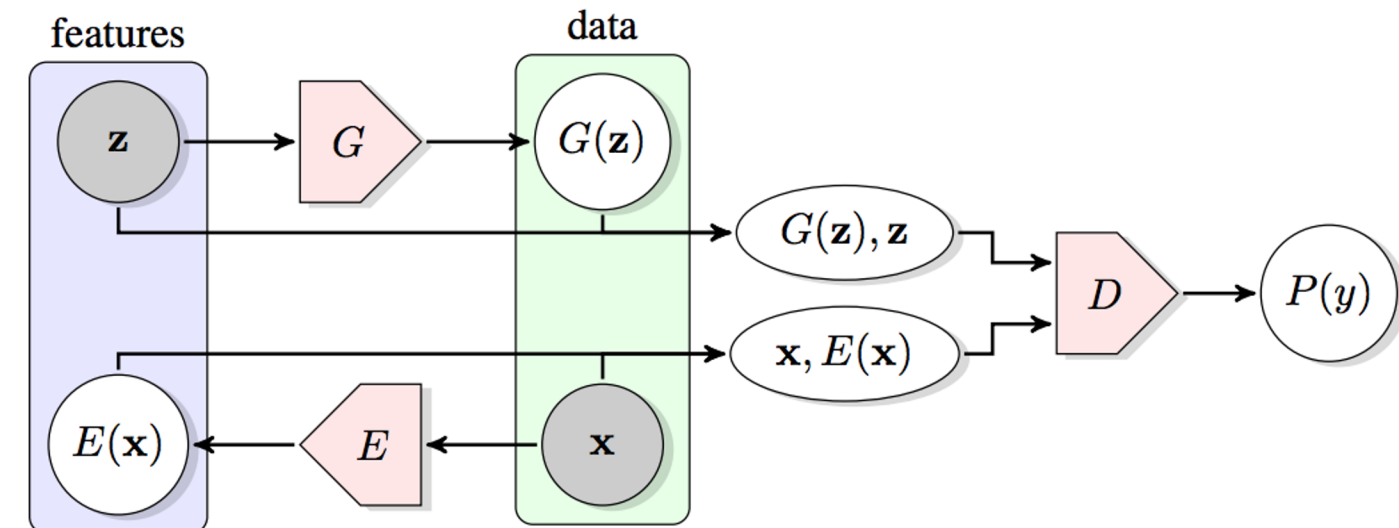 features
data
z
G
G(z)
G(z), z
D
P(y)
x, E(x)
E(x)
E
x